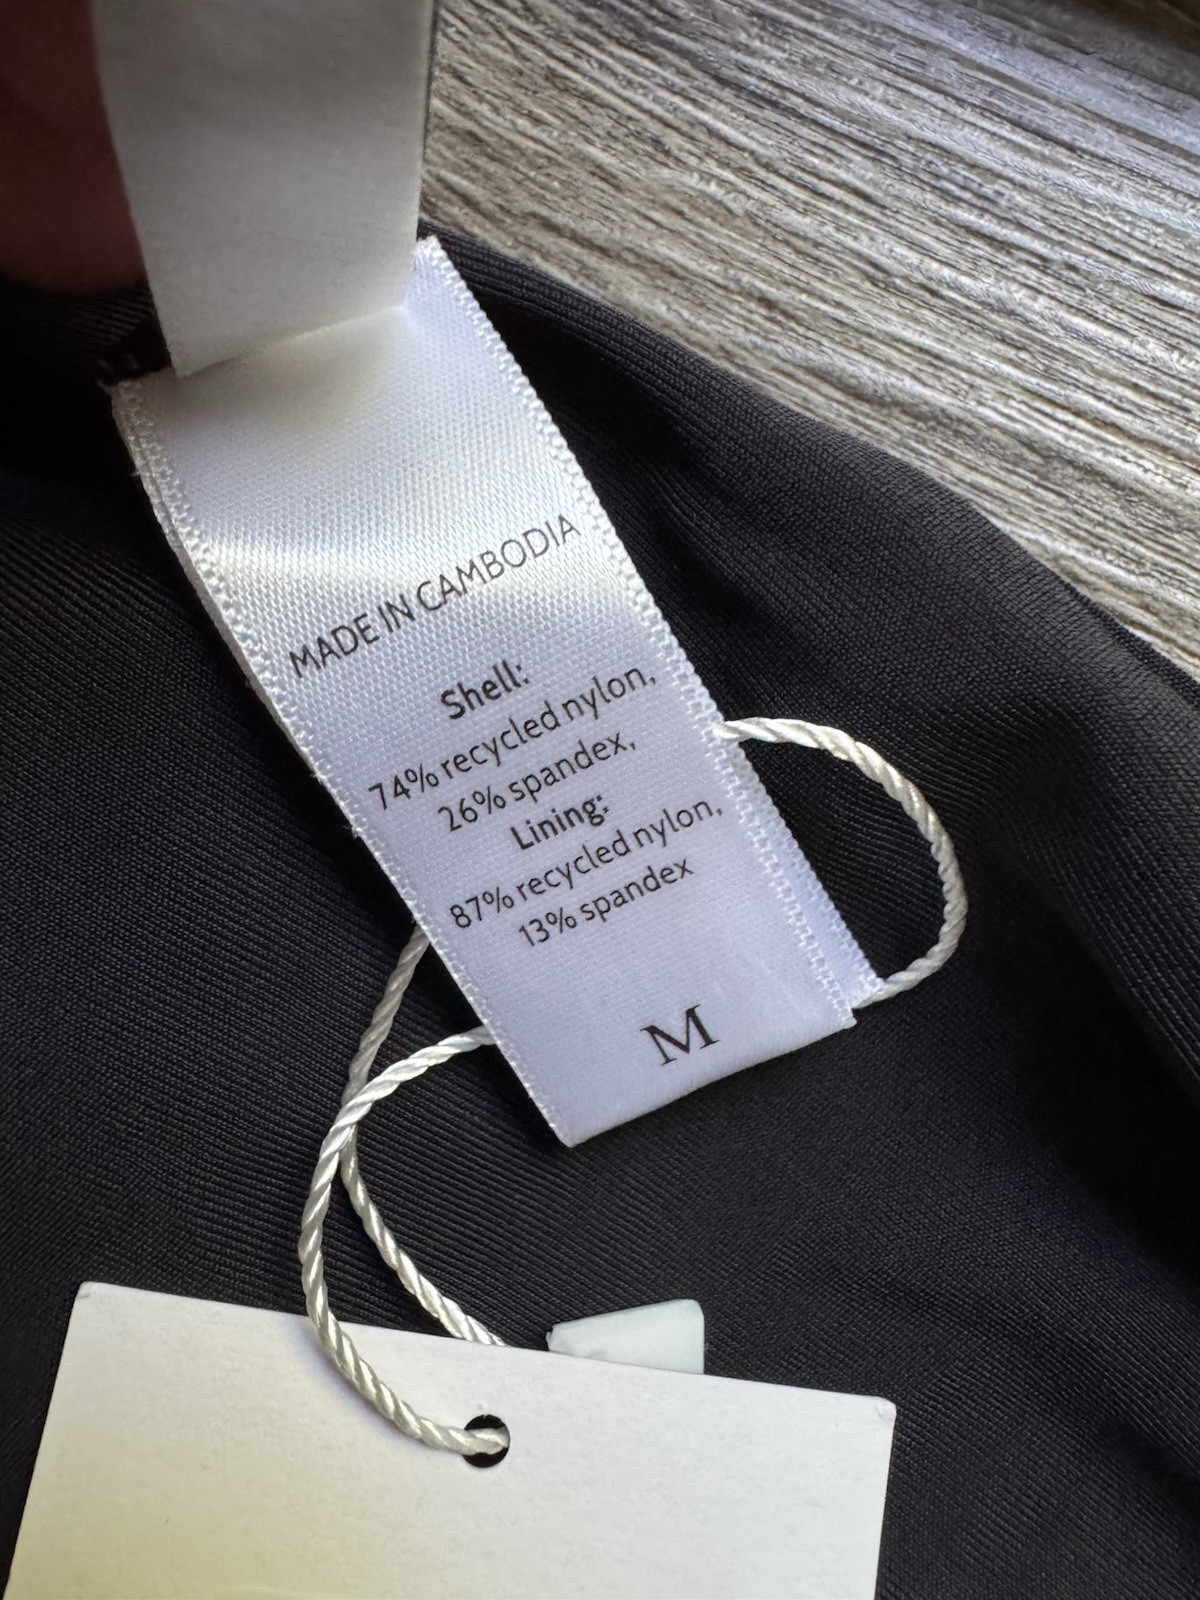 MADE IN CAMBODIA
Shell:
74% recycled nylon,
26% spandex,
Lining:
87% recycled nylon,
13% spandex
M